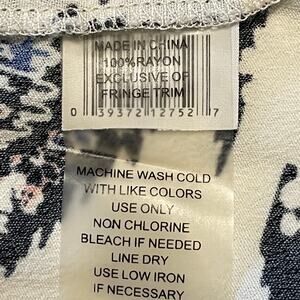 MADE IN CHINA
100%RAYON
EXCLUSIVE OF
FRINGE TRIM
0 39372 12752 7
MACHINE WASH COLD
WITH LIKE COLORS
USE ONLY
NON CHLORINE
BLEACH IF NEEDED
LINE DRY
USE LOW IRON
IF NECESSARY